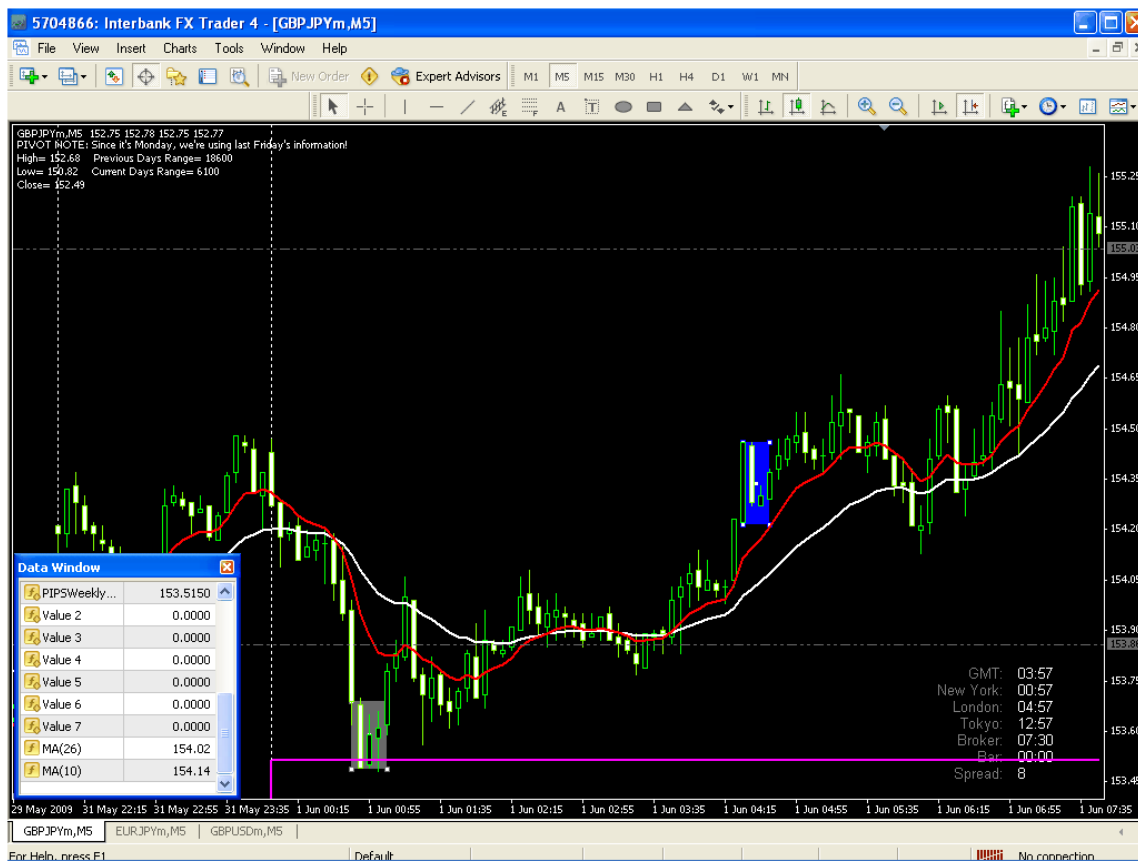 5704866: Interbank FX Trader 4 - [GBPJPYm,M5]
File View Insert Charts Tools Window Help
New Order Expert Advisors M1 M5 M15 M30 H1 H4 D1 W1 MN
A T E F
GBPJPYm,M5 152.75 152.78 152.75 152.77
PIVOT NOTE: Since it's Monday, we're using last Friday's information!
High= 152.68 Previous Days Range= 18600
Low= 150.82 Current Days Range= 6100
Close= 152.49
155.25
155.10
155.03
154.95
154.80
154.65
154.50
154.35
154.20
154.05
153.90
153.86
153.75
153.60
153.45
Data Window
PIPSWeekly... 153.5150
Value 2 0.0000
Value 3 0.0000
Value 4 0.0000
Value 5 0.0000
Value 6 0.0000
Value 7 0.0000
MA(26) 154.02
MA(10) 154.14
GMT: 03:57
New York: 00:57
London: 04:57
Tokyo: 12:57
Broker: 07:30
Bar: 00:00
Spread: 8
29 May 2009 31 May 22:15 31 May 22:55 31 May 23:35 1 Jun 00:15 1 Jun 00:55 1 Jun 01:35 1 Jun 02:15 1 Jun 02:55 1 Jun 03:35 1 Jun 04:15 1 Jun 04:55 1 Jun 05:35 1 Jun 06:15 1 Jun 06:55 1 Jun 07:35
GBPJPYm,M5 EURJPYm,M5 GBPUSDm,M5
For Help, press F1 Default No connection